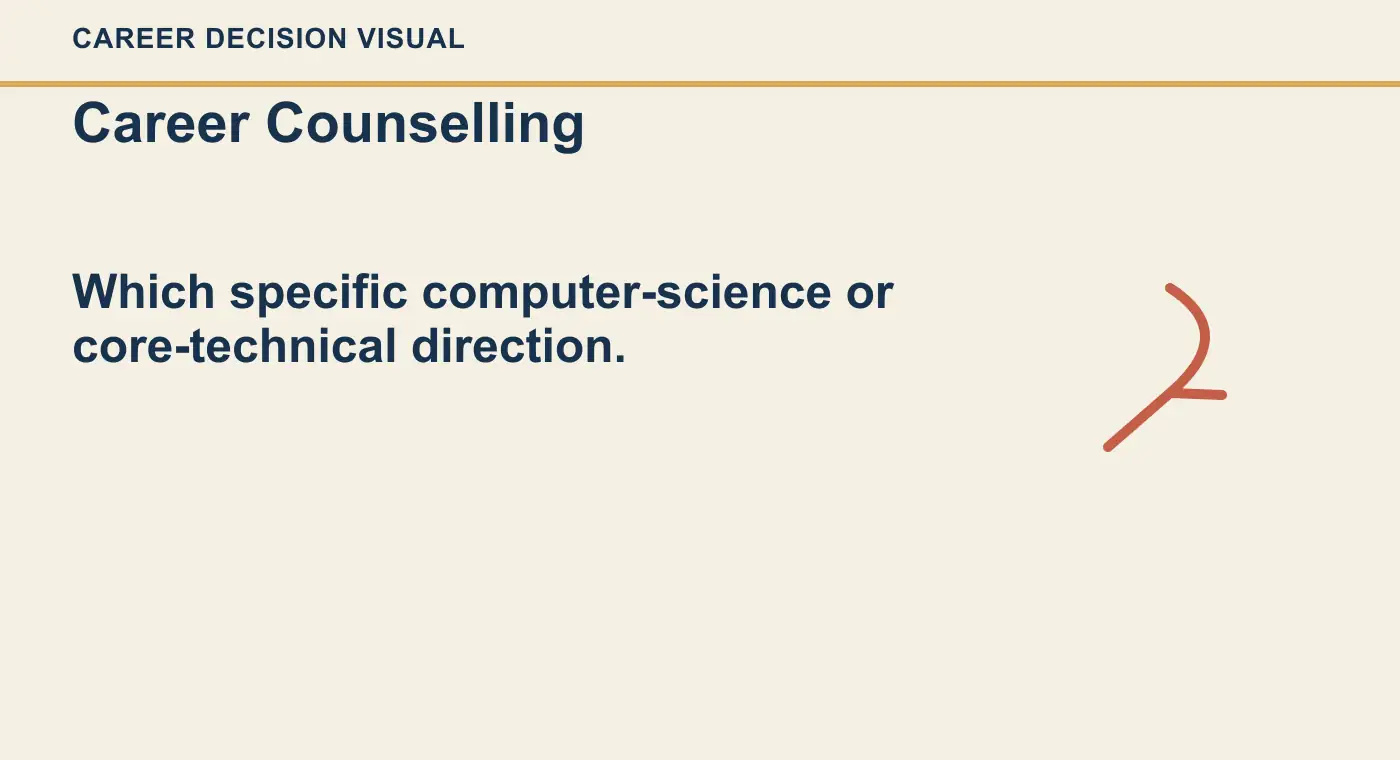 CAREER DECISION VISUAL
Career Counselling
Which specific computer-science or
core-technical direction.